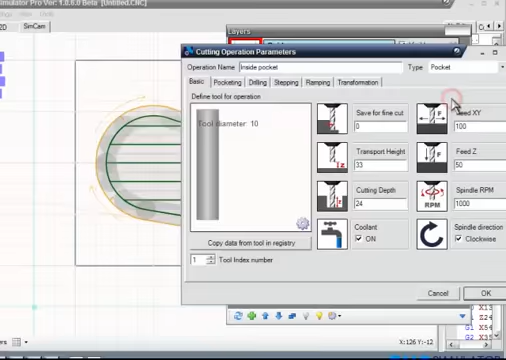 Simulator Pro Ver: 1.0.6.0 Beta [Untitled.CNC]
View Help
SimCam
Layers
Cutting Operation Parameters
Operation Name Inside pocket Type Pocket
Basic Pocketing Drilling Stepping Ramping Transformation
Define tool for operation
Tool diameter: 10
Save for fine cut
0
Feed XY
100
Transport Height
33
Feed Z
50
Cutting Depth
24
Spindle RPM
1000
RPM
Coolant
ON
Spindle direction
Clockwise
Copy data from tool in registry
1 Tool Index number
Cancel OK
X:126 Y:-12